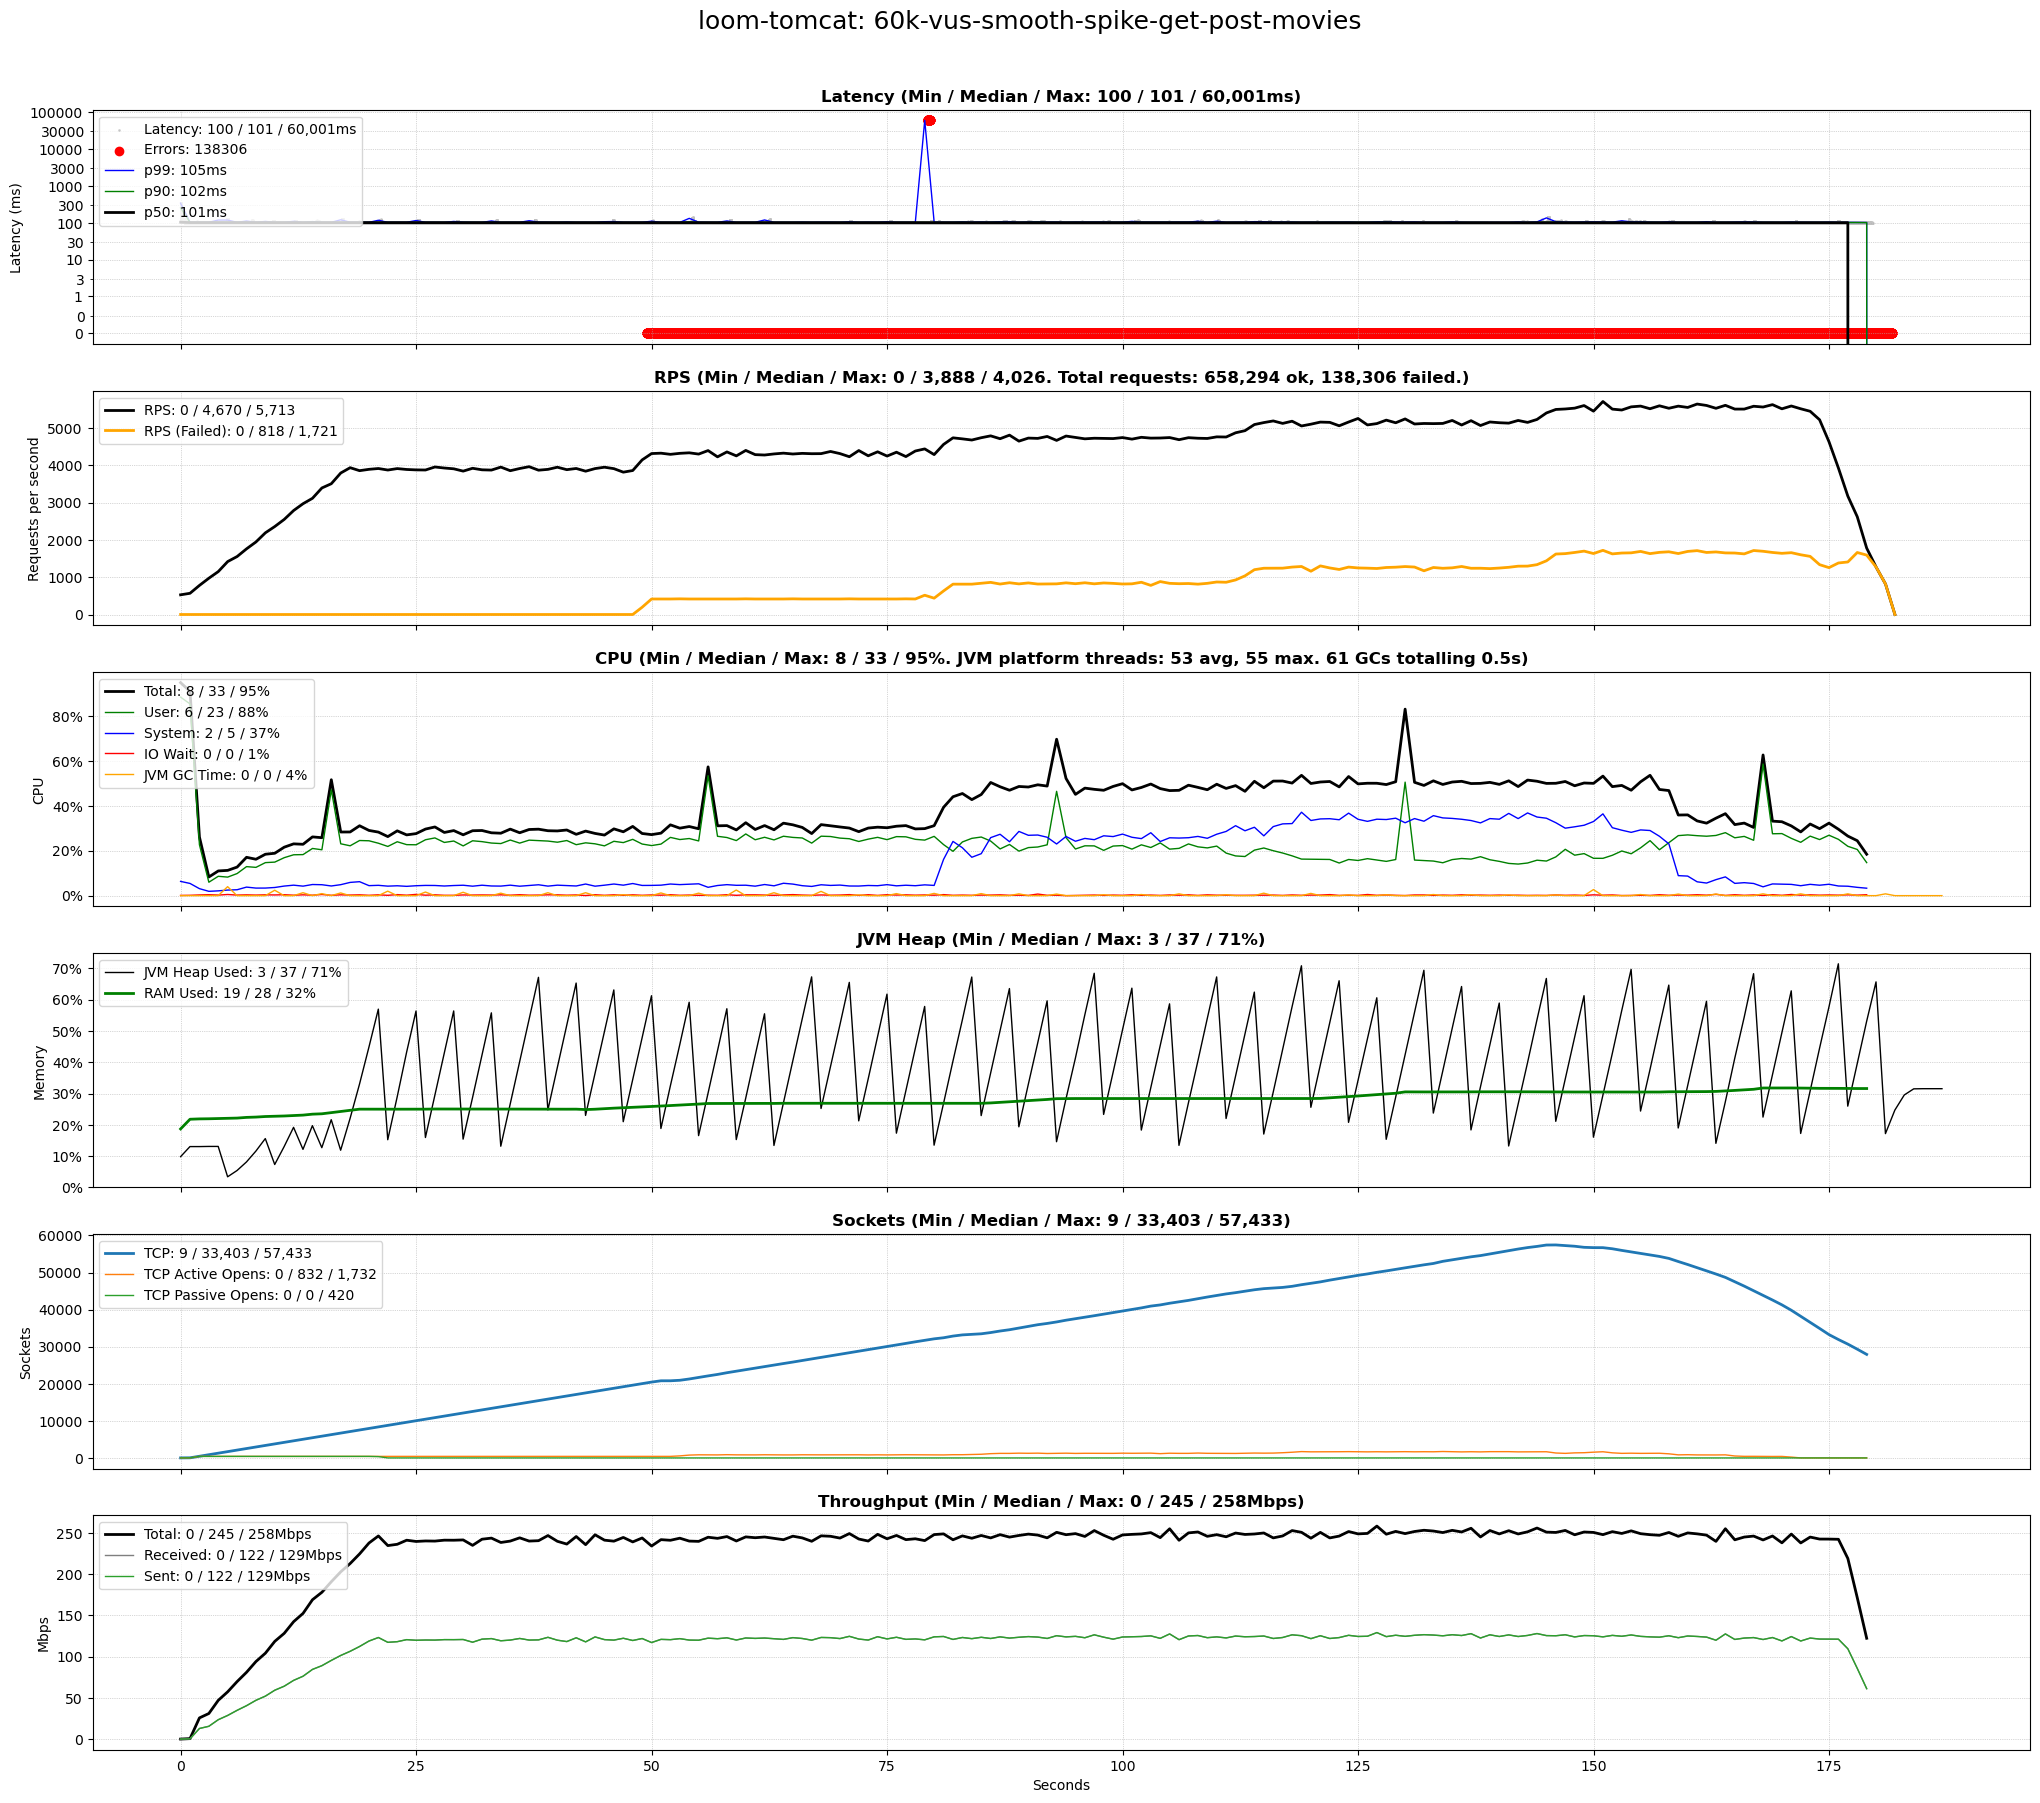 loom-tomcat: 60k-vus-smooth-spike-get-post-movies
Latency (Min / Median / Max: 100 / 101 / 60,001ms)
Latency (ms)
100000
30000
10000
3000
1000
300
100
30
10
3
1
0
0
Latency: 100 / 101 / 60,001ms
Errors: 138306
p99: 105ms
p90: 102ms
p50: 101ms
RPS (Min / Median / Max: 0 / 3,888 / 4,026. Total requests: 658,294 ok, 138,306 failed.)
Requests per second
5000
4000
3000
2000
1000
0
RPS: 0 / 4,670 / 5,713
RPS (Failed): 0 / 818 / 1,721
CPU (Min / Median / Max: 8 / 33 / 95%. JVM platform threads: 53 avg, 55 max. 61 GCs totalling 0.5s)
CPU
80%
60%
40%
20%
0%
Total: 8 / 33 / 95%
User: 6 / 23 / 88%
System: 2 / 5 / 37%
IO Wait: 0 / 0 / 1%
JVM GC Time: 0 / 0 / 4%
JVM Heap (Min / Median / Max: 3 / 37 / 71%)
Memory
70%
60%
50%
40%
30%
20%
10%
0%
JVM Heap Used: 3 / 37 / 71%
RAM Used: 19 / 28 / 32%
Sockets (Min / Median / Max: 9 / 33,403 / 57,433)
Sockets
60000
50000
40000
30000
20000
10000
0
TCP: 9 / 33,403 / 57,433
TCP Active Opens: 0 / 832 / 1,732
TCP Passive Opens: 0 / 0 / 420
Throughput (Min / Median / Max: 0 / 245 / 258Mbps)
Mbps
250
200
150
100
50
0
Total: 0 / 245 / 258Mbps
Received: 0 / 122 / 129Mbps
Sent: 0 / 122 / 129Mbps
0 25 50 75 100 125 150 175
Seconds